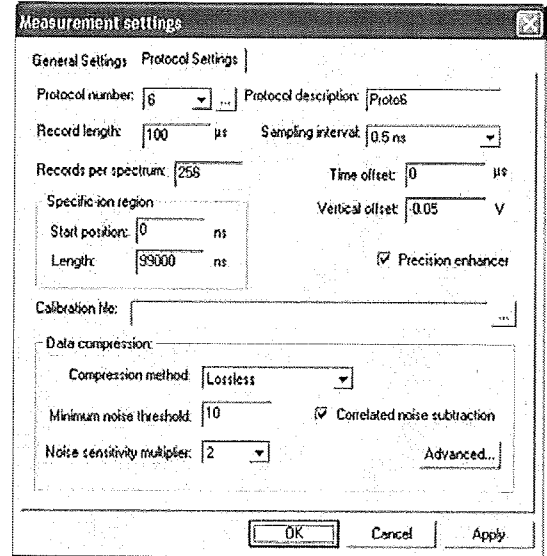 Measurement settings
General Settings Protocol Settings
Protocol number: 6 ... Protocol description: Proto6
Record length: 100 µs Sampling interval: 0.5 ns
Records per spectrum: 256 Time offset: 0 µs
Specific-ion region Vertical offset: -0.05 V
Start position: 0 ns
Length: 99000 ns Precision enhancer
Calibration file: ...
Data compression:
Compression method: Lossless
Minimum noise threshold: 10 Correlated noise subtraction
Noise sensitivity multiplier: 2 Advanced...
OK Cancel Apply